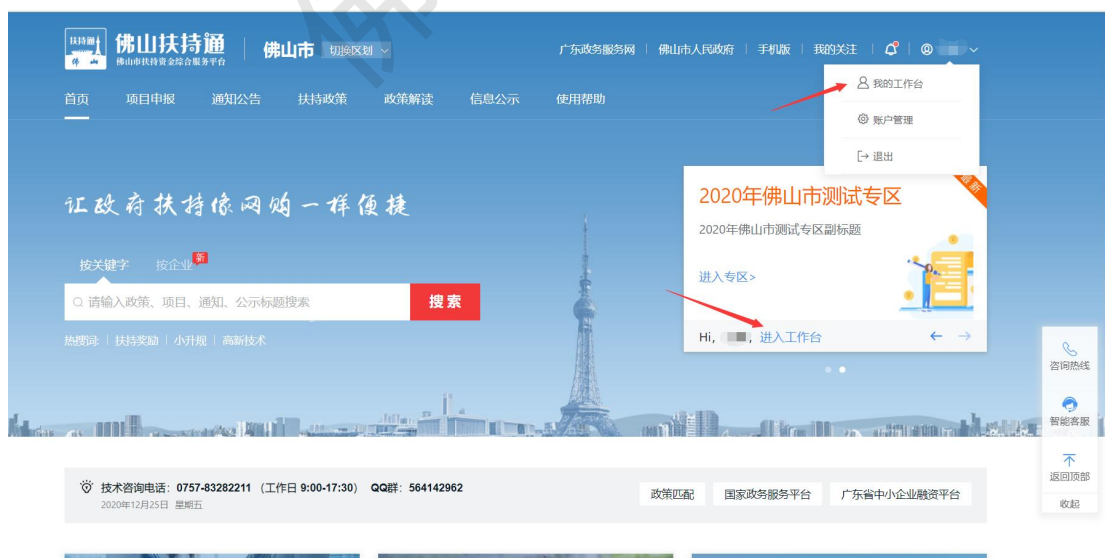 扶持通
佛山
佛山扶持通
佛山市扶持资金综合服务平台
佛山市 切换区划
广东政务服务网 佛山市人民政府 手机版 我的关注
首页 项目申报 通知公告 扶持政策 政策解读 信息公示 使用帮助
我的工作台
账户管理
退出
让政府扶持像网购一样便捷
按关键字 按企业 新
请输入政策、项目、通知、公示标题搜索 搜索
热搜词 扶持奖励 小升规 高新技术
最新
2020年佛山市测试专区
2020年佛山市测试专区副标题
进入专区>
Hi, , 进入工作台 ← →
咨询热线
智能客服
返回顶部
收起
技术咨询电话：0757-83282211 （工作日 9:00-17:30） QQ群：564142962
2020年12月25日 星期五
政策匹配 国家政务服务平台 广东省中小企业融资平台